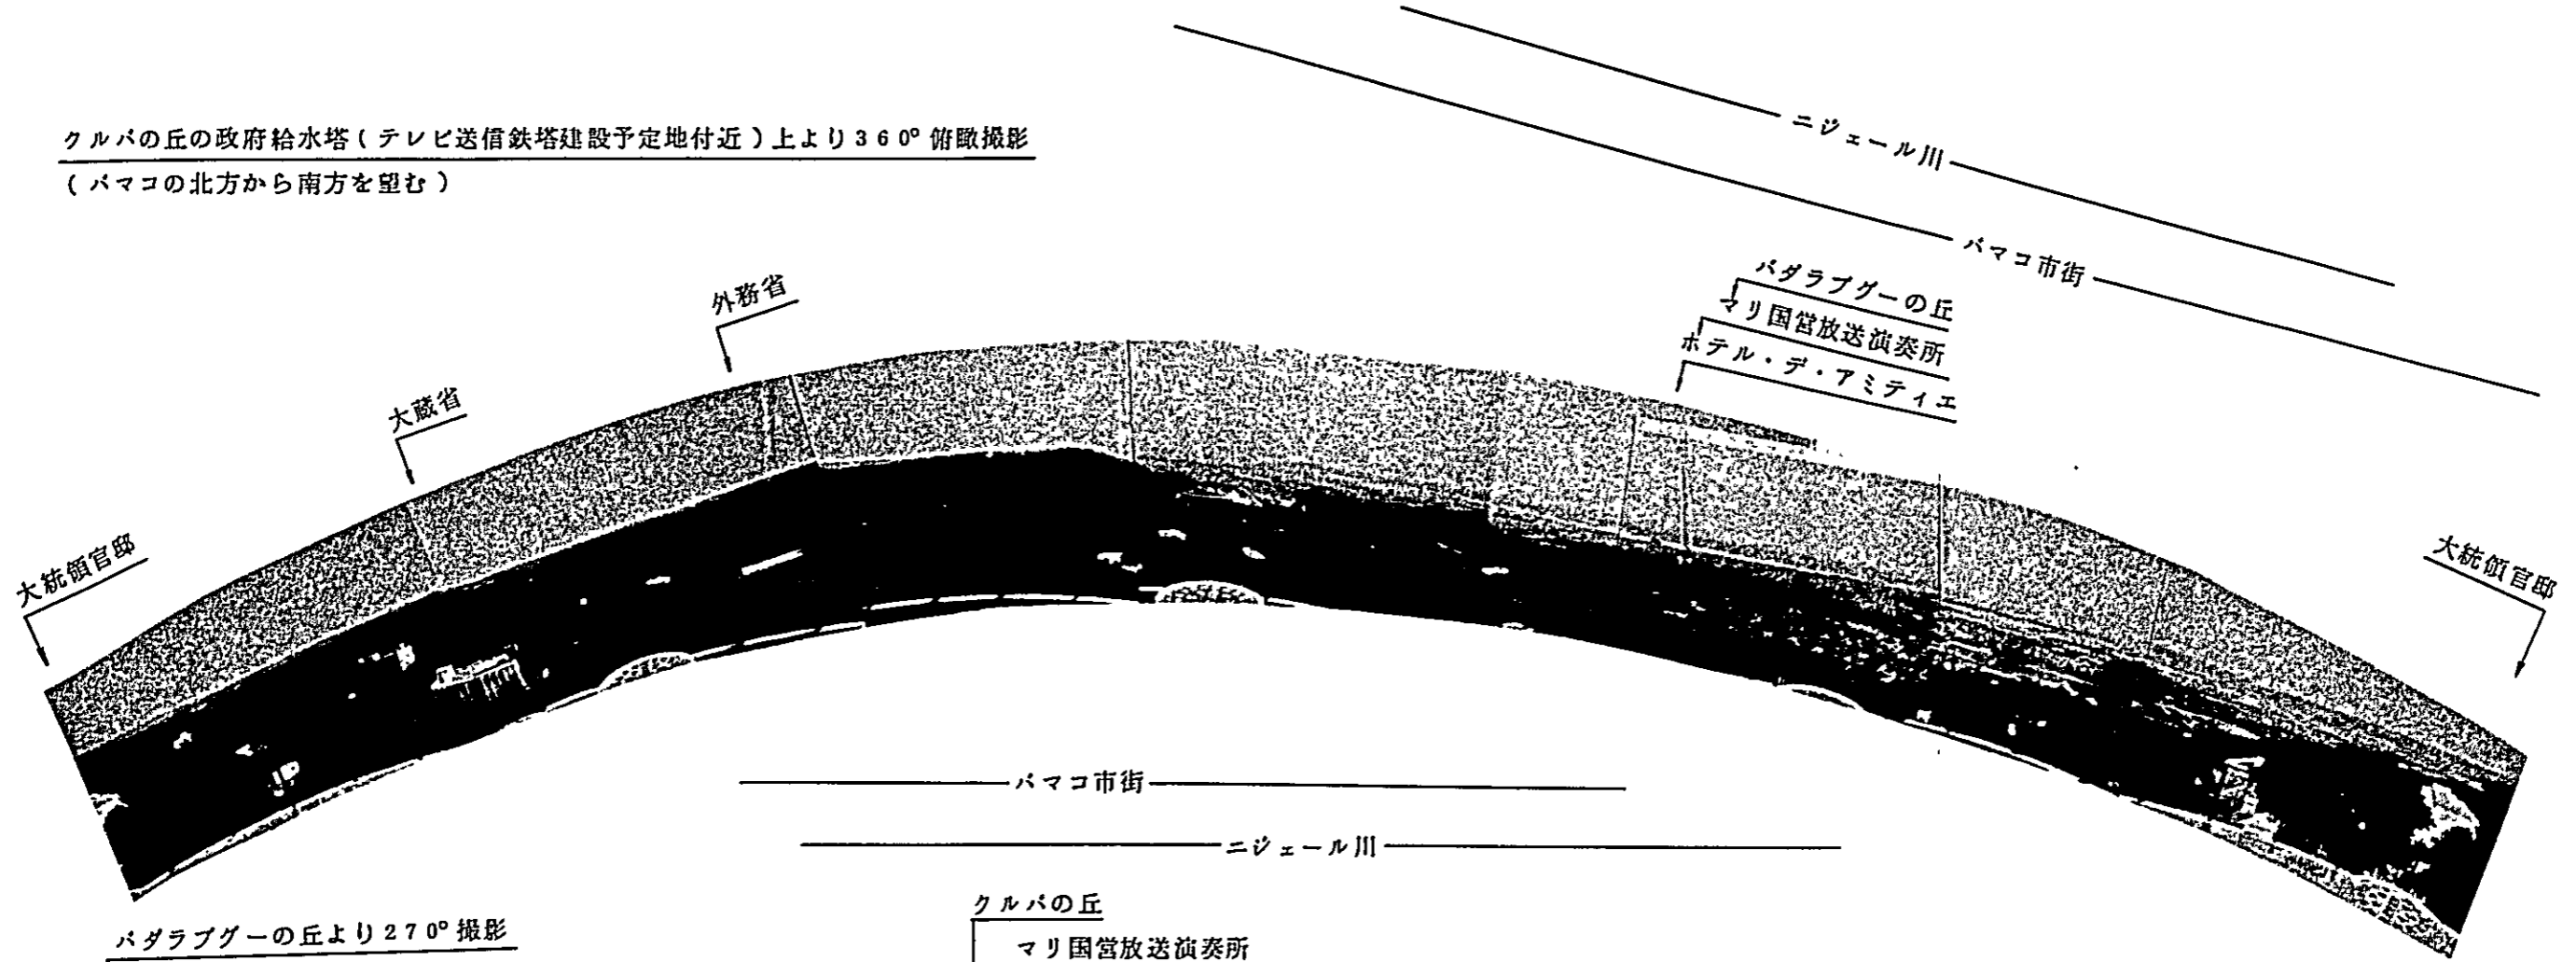 クルバの丘の政府給水塔(テレビ送信鉄塔建設予定地付近)上より360°俯瞰撮影
(バマコの北方から南方を望む)
ニジェール川
バマコ市街
バダラブグーの丘
マリ国営放送演奏所
ホテル・デ・アミティエ
外務省
大蔵省
大統領官邸
大統領官邸
バマコ市街
ニジェール川
クルバの丘
マリ国営放送演奏所
バダラブグーの丘より270°撮影